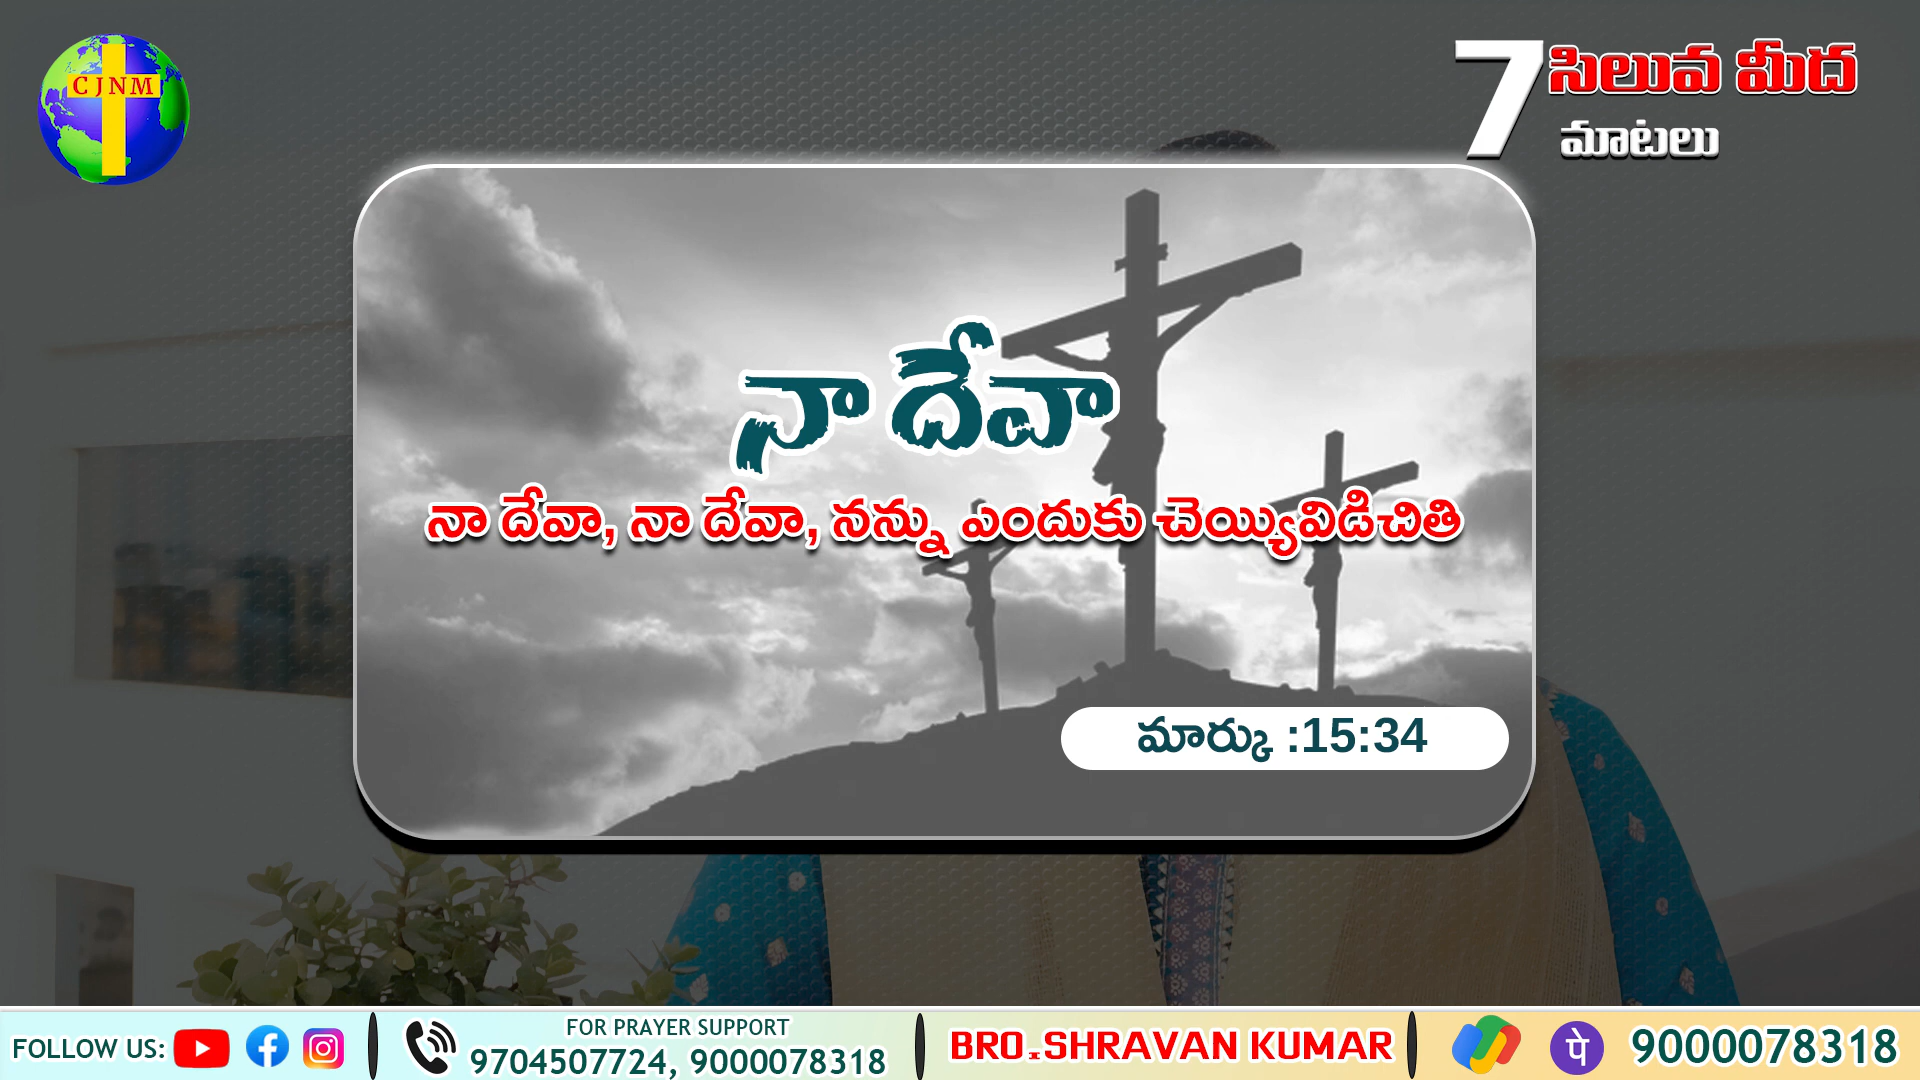 CJNM
7 సిలువ మీద
మాటలు
నా దేవా
నా దేవా, నా దేవా, నన్ను ఎందుకు చెయ్యివిడిచితి
మార్కు :15:34
FOLLOW US:
FOR PRAYER SUPPORT
9704507724, 9000078318
BRO.SHRAVAN KUMAR
पे
9000078318